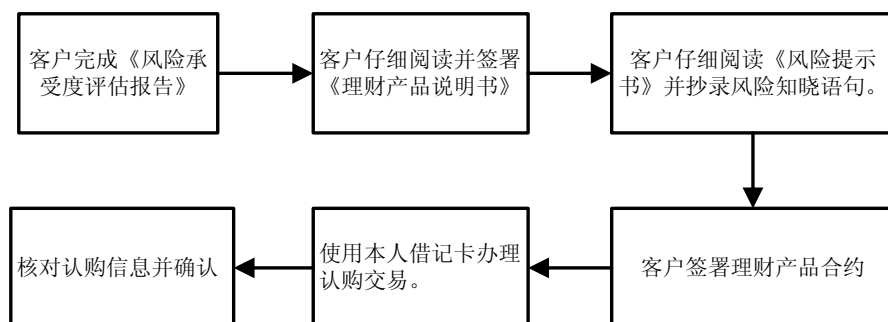 客户完成《风险承
受度评估报告》
客户仔细阅读并签署
《理财产品说明书》
客户仔细阅读《风险提示
书》并抄录风险知晓语句。
客户签署理财产品合约
使用本人借记卡办理
认购交易。
核对认购信息并确认